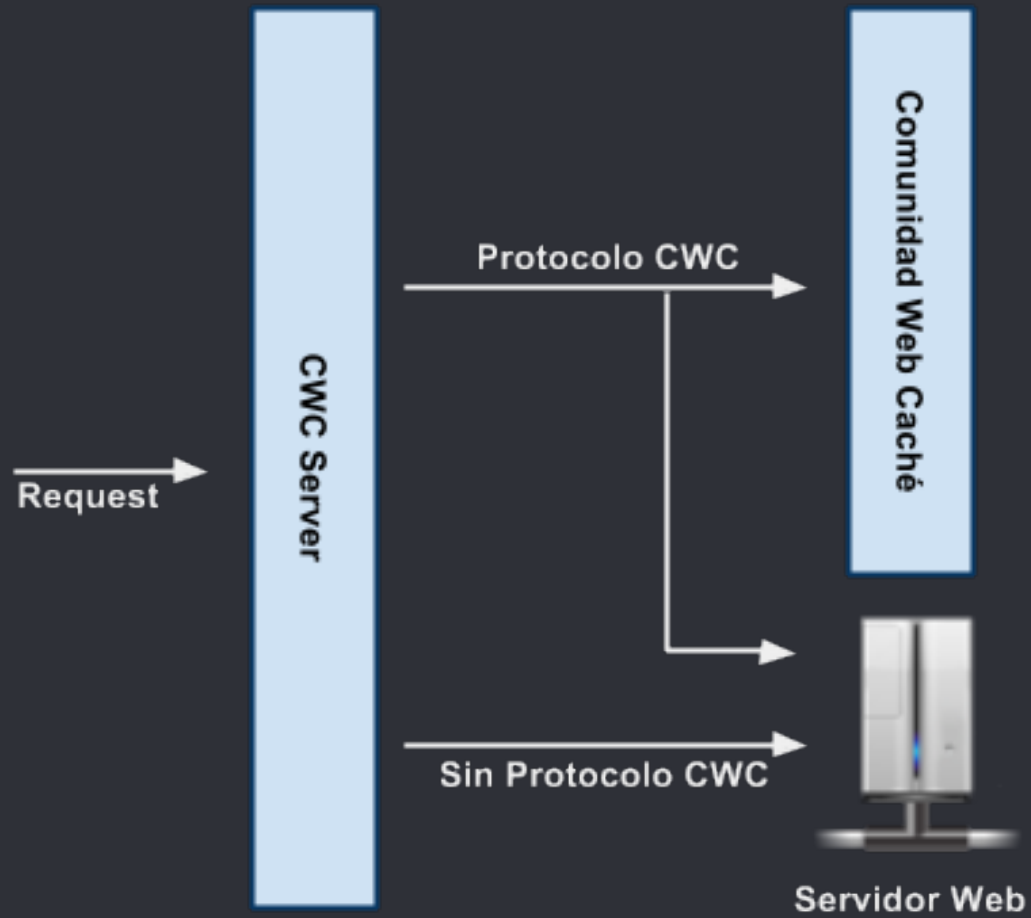 Request
CWC Server
Protocolo CWC
Sin Protocolo CWC
Comunidad Web Caché
Servidor Web